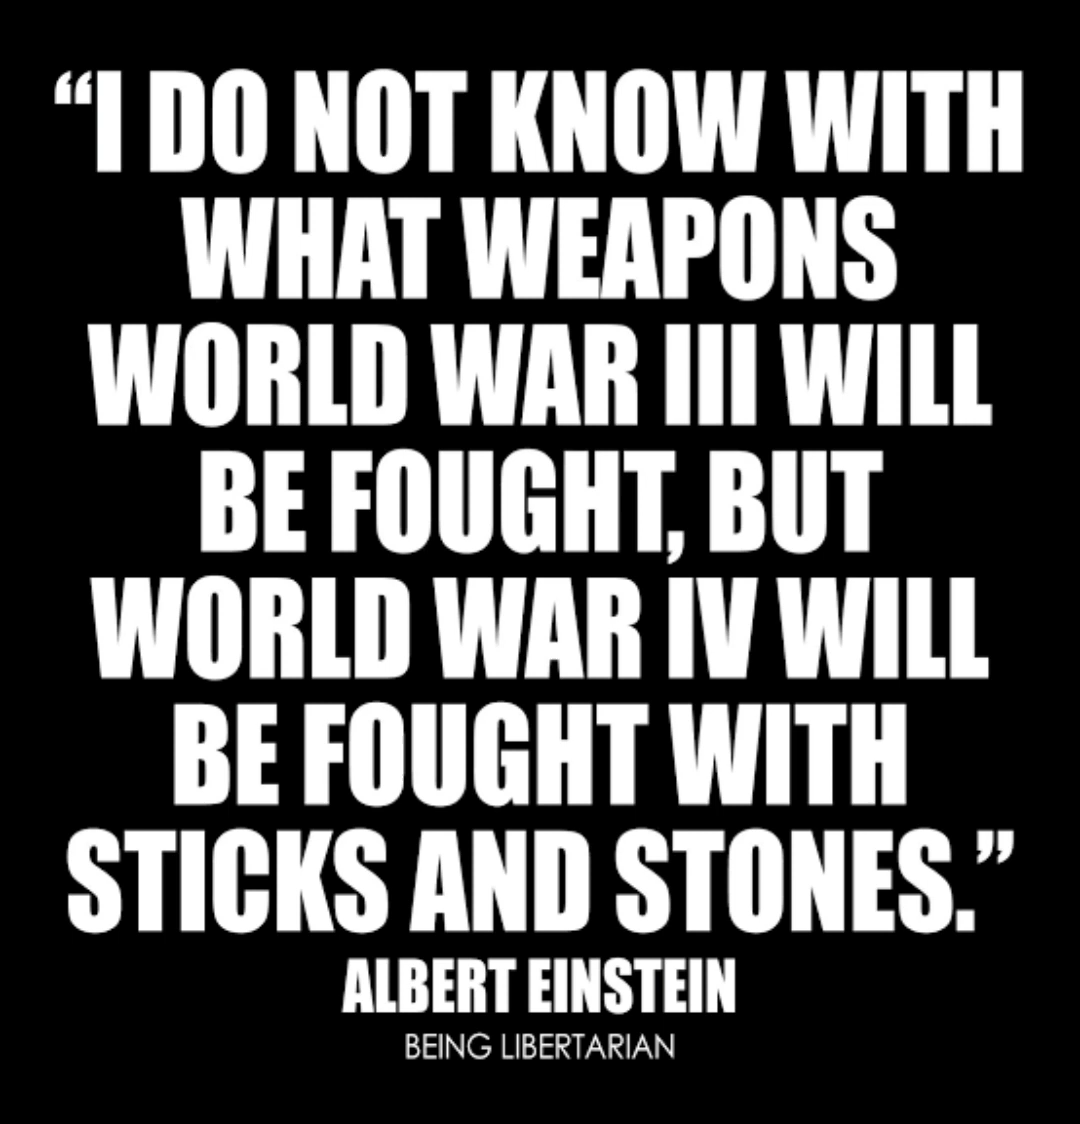 “I DO NOT KNOW WITH
WHAT WEAPONS
WORLD WAR III WILL
BE FOUGHT, BUT
WORLD WAR IV WILL
BE FOUGHT WITH
STICKS AND STONES.”
ALBERT EINSTEIN
BEING LIBERTARIAN